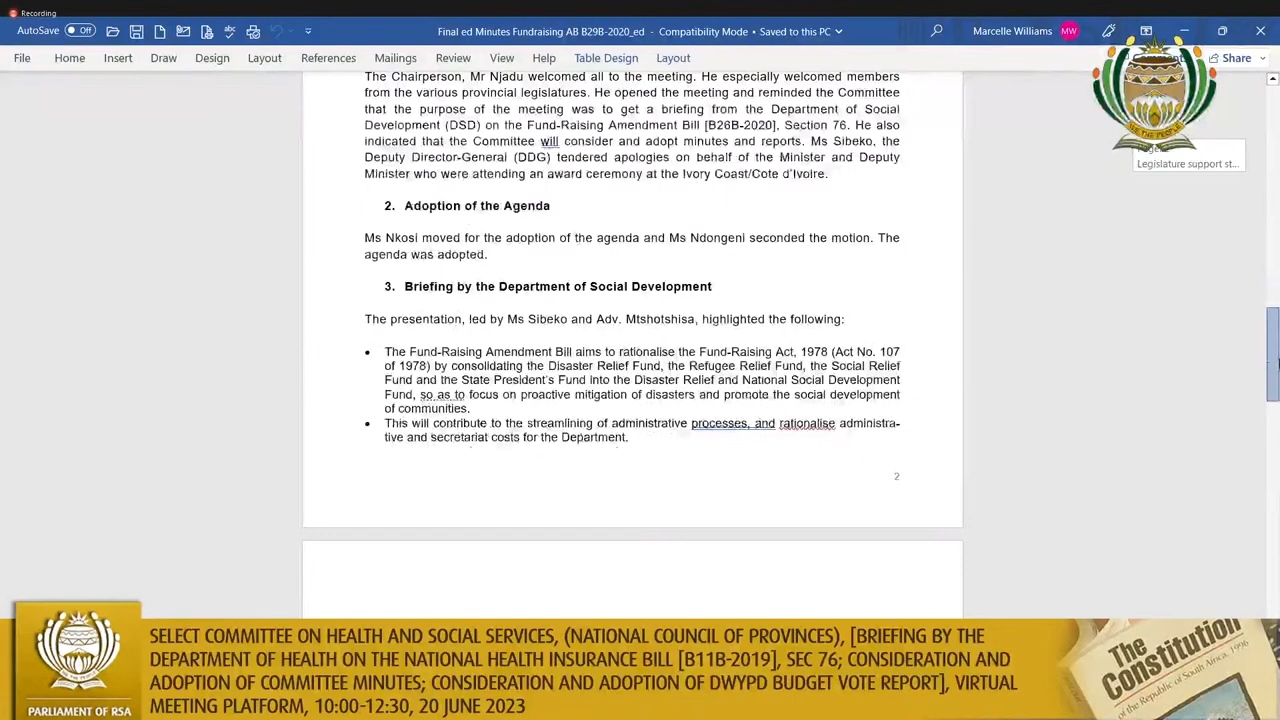 Recording
AutoSave Off
Final ed Minutes Fundraising AB B29B-2020_ed - Compatibility Mode • Saved to this PC
Marcelle Williams MW
File Home Insert Draw Design Layout References Mailings Review View Help Table Design Layout
Share
The Chairperson, Mr Njadu welcomed all to the meeting. He especially welcomed members
from the various provincial legislatures. He opened the meeting and reminded the Committee
that the purpose of the meeting was to get a briefing from the Department of Social
Development (DSD) on the Fund-Raising Amendment Bill [B26B-2020], Section 76. He also
indicated that the Committee will consider and adopt minutes and reports. Ms Sibeko, the
Deputy Director-General (DDG) tendered apologies on behalf of the Minister and Deputy
Minister who were attending an award ceremony at the Ivory Coast/Cote d'Ivoire.
Legislature support st...
2. Adoption of the Agenda
Ms Nkosi moved for the adoption of the agenda and Ms Ndongeni seconded the motion. The
agenda was adopted.
3. Briefing by the Department of Social Development
The presentation, led by Ms Sibeko and Adv. Mtshotshisa, highlighted the following:
• The Fund-Raising Amendment Bill aims to rationalise the Fund-Raising Act, 1978 (Act No. 107
of 1978) by consolidating the Disaster Relief Fund, the Refugee Relief Fund, the Social Relief
Fund and the State President's Fund into the Disaster Relief and National Social Development
Fund, so as to focus on proactive mitigation of disasters and promote the social development
of communities.
• This will contribute to the streamlining of administrative processes, and rationalise administra-
tive and secretariat costs for the Department.
2
SELECT COMMITTEE ON HEALTH AND SOCIAL SERVICES, (NATIONAL COUNCIL OF PROVINCES), [BRIEFING BY THE
DEPARTMENT OF HEALTH ON THE NATIONAL HEALTH INSURANCE BILL [B11B-2019], SEC 76; CONSIDERATION AND
ADOPTION OF COMMITTEE MINUTES; CONSIDERATION AND ADOPTION OF DWYPD BUDGET VOTE REPORT], VIRTUAL
MEETING PLATFORM, 10:00-12:30, 20 JUNE 2023
PARLIAMENT OF RSA
The
Constitution
of the Republic of South Africa, 1996